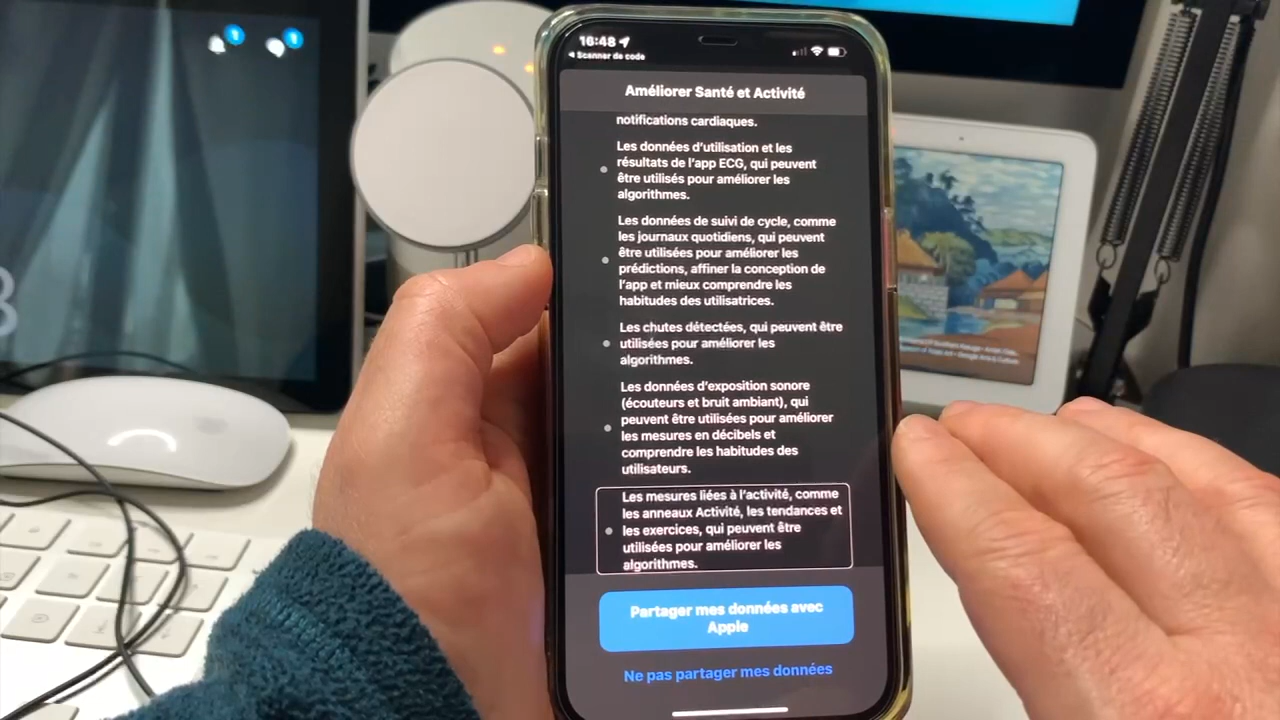 1
1
16:48
Scanner de code
Améliorer Santé et Activité
notifications cardiaques.
Les données d'utilisation et les
résultats de l'app ECG, qui peuvent
être utilisés pour améliorer les
algorithmes.
Les données de suivi de cycle, comme
les journaux quotidiens, qui peuvent
être utilisées pour améliorer les
prédictions, affiner la conception de
l'app et mieux comprendre les
habitudes des utilisatrices.
Les chutes détectées, qui peuvent être
utilisées pour améliorer les
algorithmes.
Les données d'exposition sonore
(écouteurs et bruit ambiant), qui
peuvent être utilisées pour améliorer
les mesures en décibels et
comprendre les habitudes des
utilisateurs.
Les mesures liées à l'activité, comme
les anneaux Activité, les tendances et
les exercices, qui peuvent être
utilisées pour améliorer les
algorithmes.
Partager mes données avec
Apple
Ne pas partager mes données